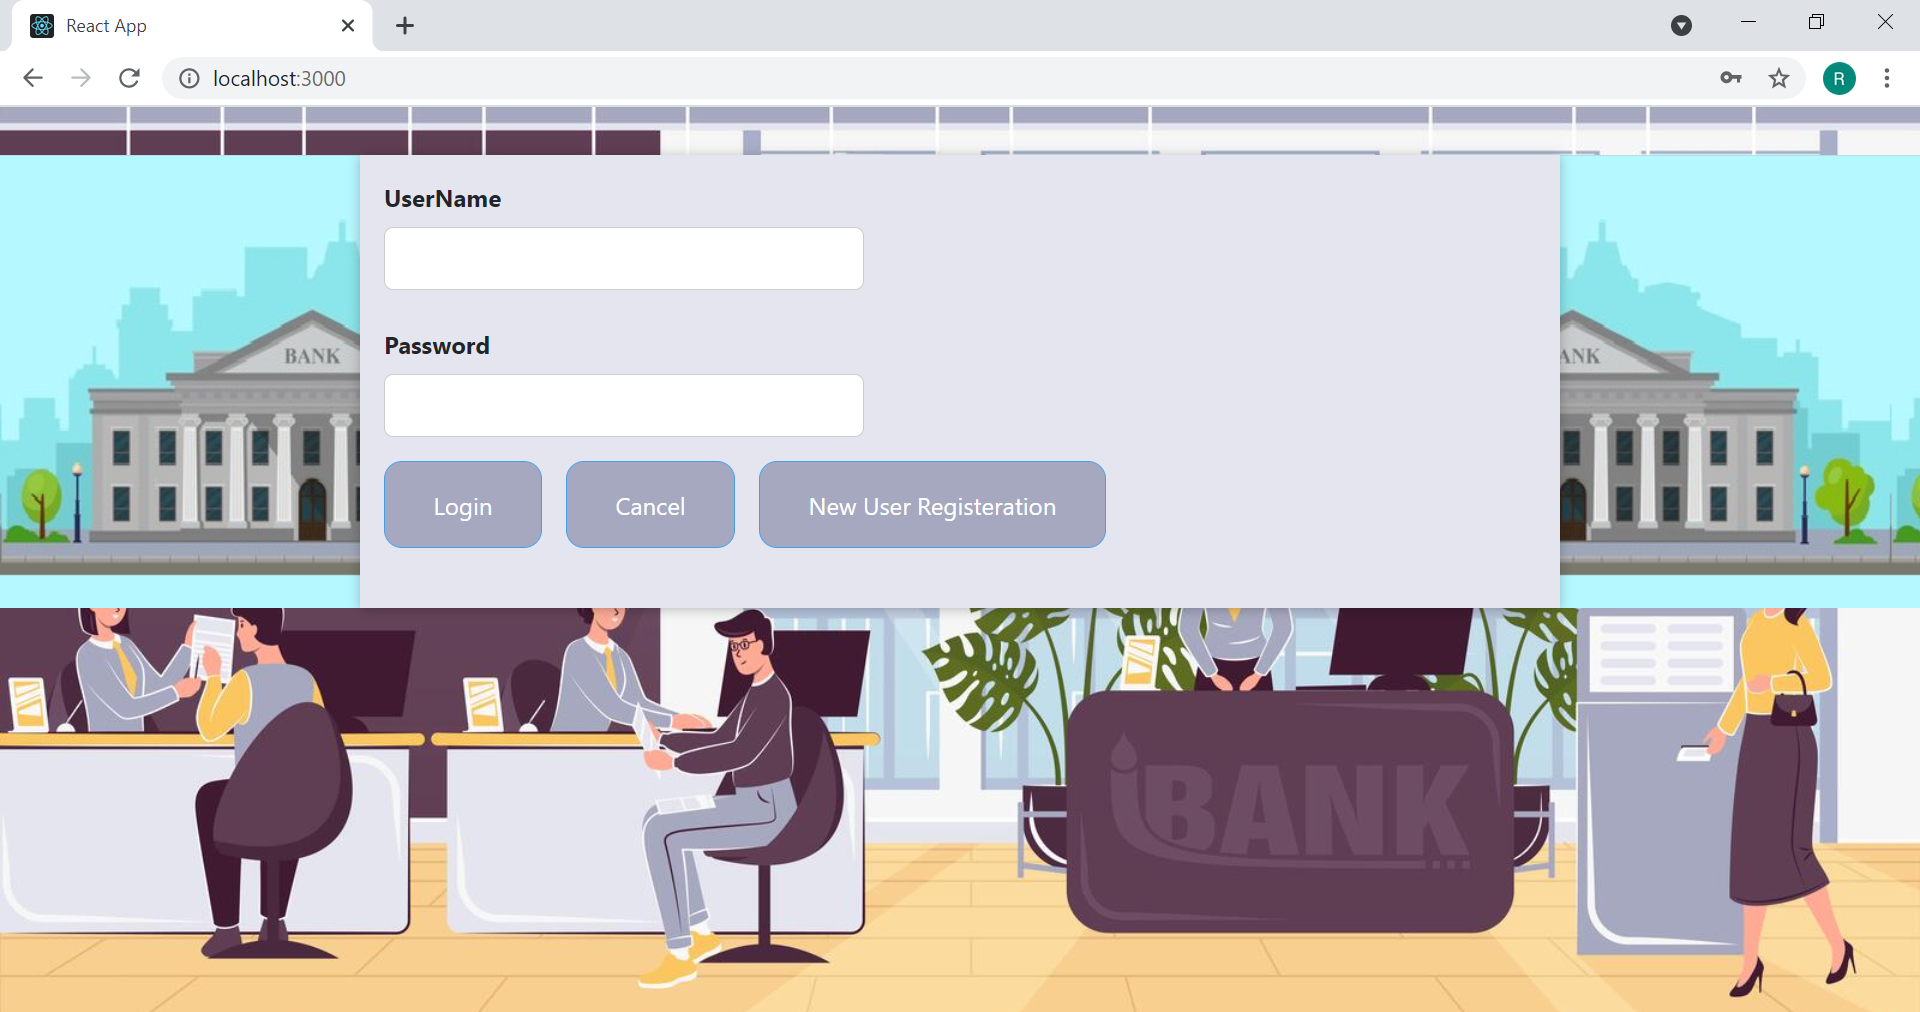 React App
localhost:3000
R
UserName
BANK
ANK
Password
Login
Cancel
New User Registeration
BANK